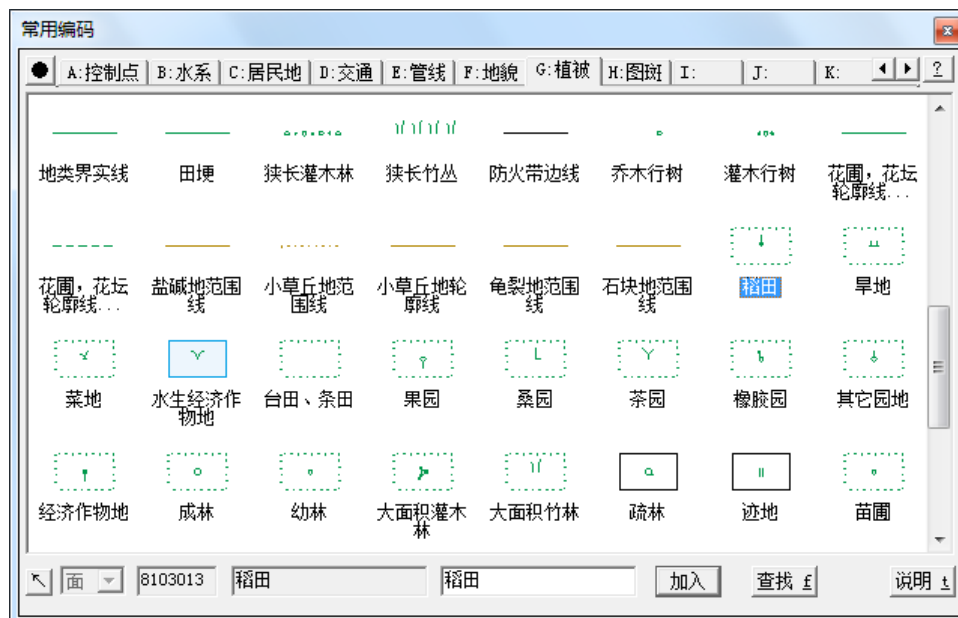 常用编码
A:控制点 B:水系 C:居民地 D:交通 E:管线 F:地貌 G:植被 H:图斑 I: J: K: ?
地类界实线 田埂 狭长灌木林 狭长竹丛 防火带边线 乔木行树 灌木行树 花圃，花坛
轮廓线...
花圃，花坛 盐碱地范围 小草丘地范 小草丘地轮 龟裂地范围 石块地范围 稻田 旱地
轮廓线... 线 围线 廓线 线 线
菜地 水生经济作 台田、条田 果园 桑园 茶园 橡胶园 其它园地
物地
经济作物地 成林 幼林 大面积灌木 大面积竹林 疏林 迹地 苗圃
林
面 8103013 稻田 稻田 加入 查找 f 说明 t